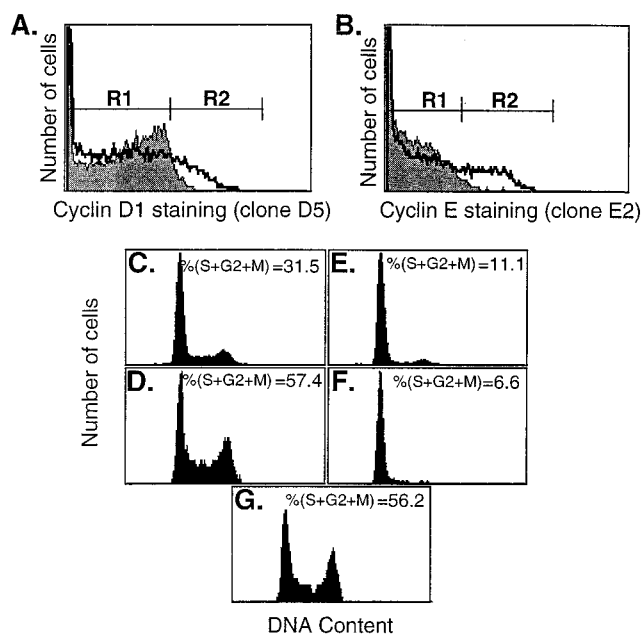 A.
B.
Number of cells
R1 R2
Number of cells
R1 R2
Cyclin D1 staining (clone D5)
Cyclin E staining (clone E2)
Number of cells
C.
%(S+G2+M)=31.5
E.
%(S+G2+M)=11.1
D.
%(S+G2+M)=57.4
F.
%(S+G2+M)=6.6
G.
%(S+G2+M)=56.2
DNA Content